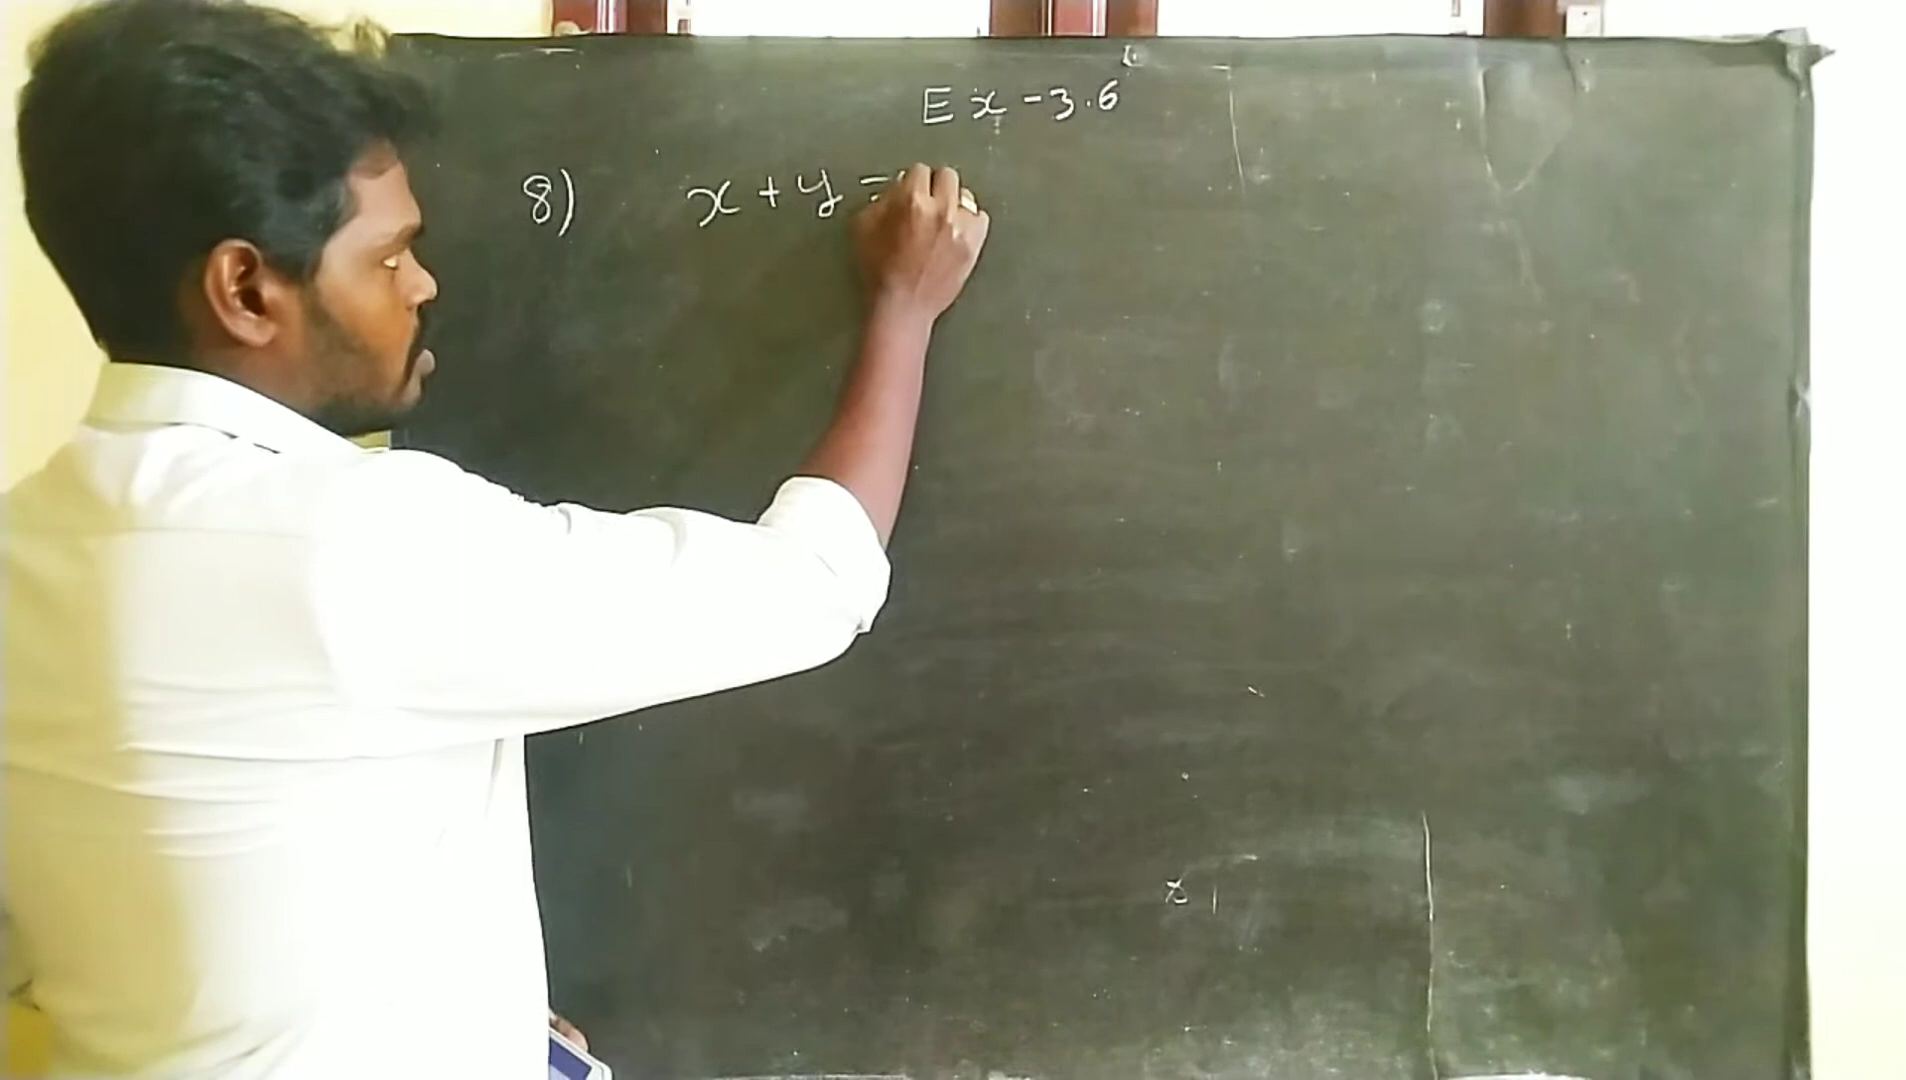 Ex - 3.6
8) x + y =